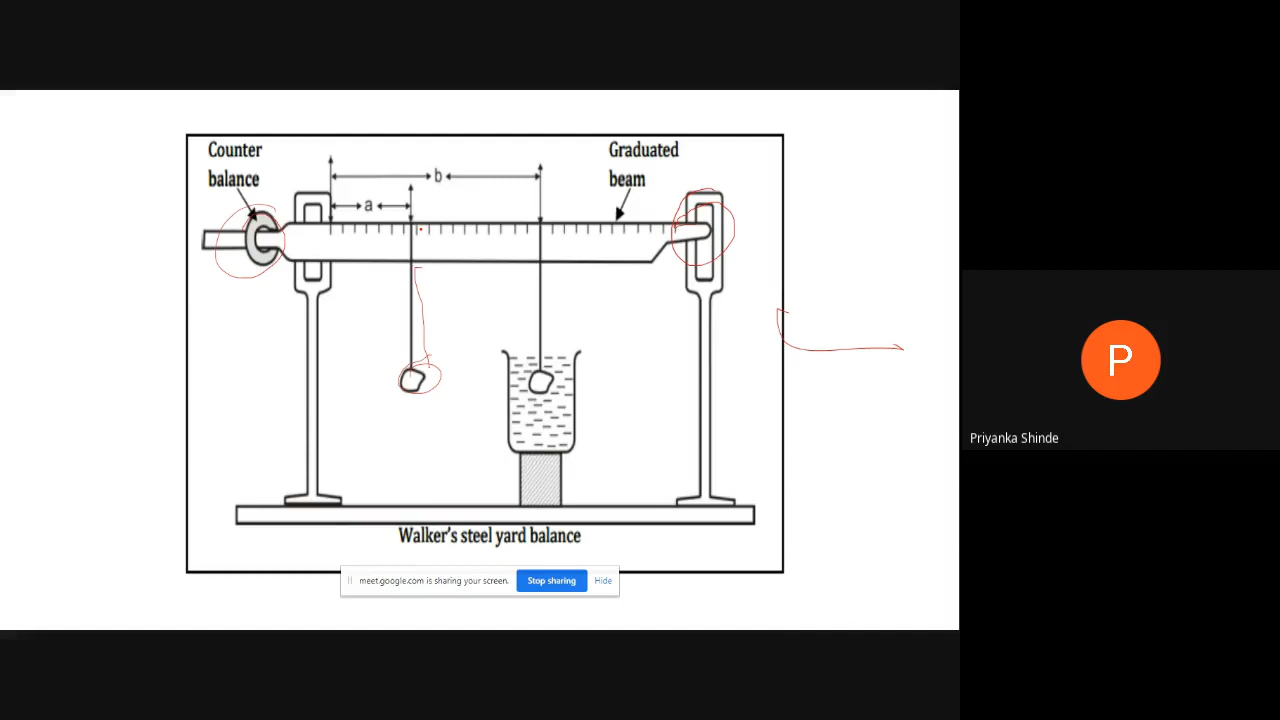 Counter
balance
Graduated
beam
b
a
Walker's steel yard balance
meet.google.com is sharing your screen.
Stop sharing
Hide
P
Priyanka Shinde